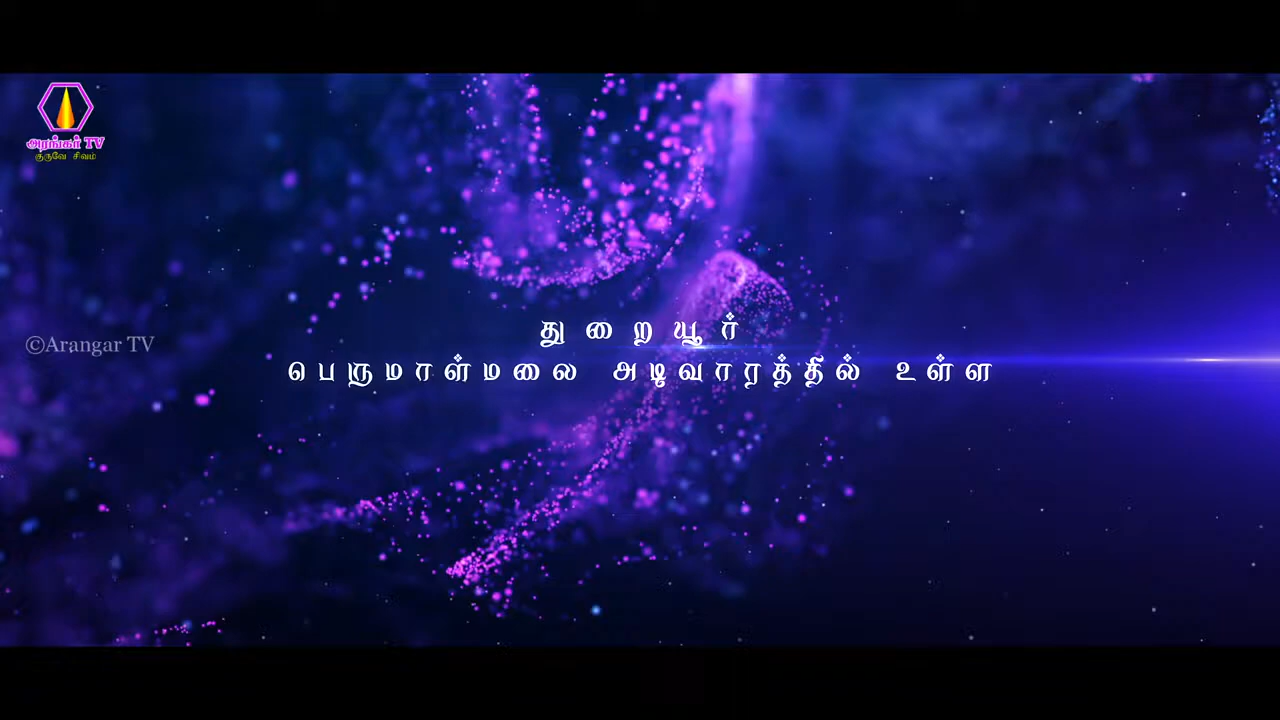 அரங்கர் TV
குருவே சிவம்
©Arangar TV
துறையூர்
பெருமாள்மலை அடிவாரத்தில் உள்ள